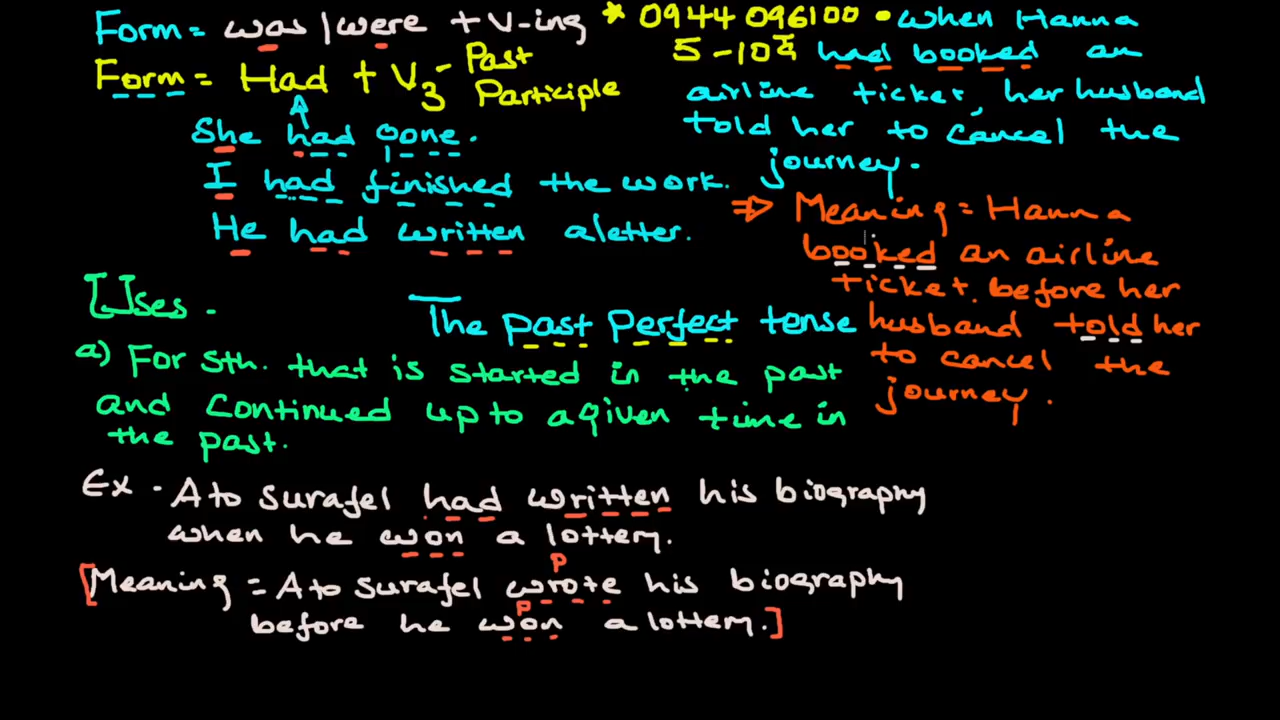 Form = was / were + V-ing
Form = Had + V3 - Past Participle
She had gone.
I had finished the work.
He had written a letter.
* 0944 096100 • when Hanna
had booked an
airline ticket, her husband
told her to cancel the
journey.
⇒ Meaning = Hanna
booked an airline
ticket. before her
husband told her
to cancel the
journey.
Uses -
The past perfect tense
a) For sth. that is started in the past
and continued up to a given time in
the past.
Ex - Ato Surafel had written his biography
when he won a lottery.
P
[Meaning = Ato Surafel wrote his biography
P
before he won a lottery.]